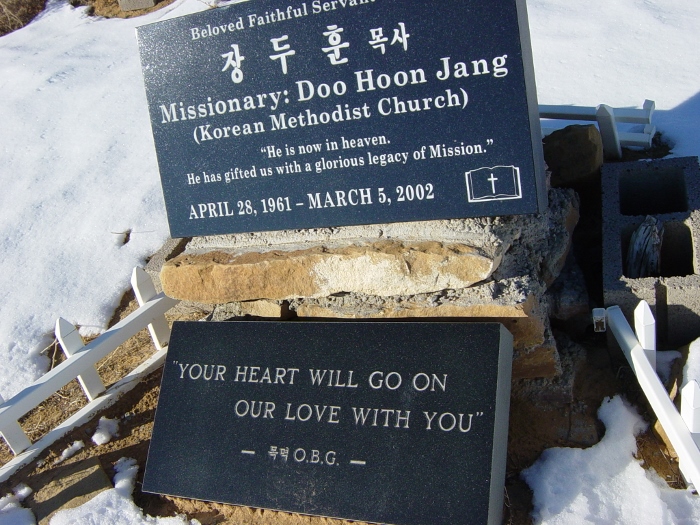 Beloved Faithful Servant
장두훈 목사
Missionary: Doo Hoon Jang
(Korean Methodist Church)
“He is now in heaven.
He has gifted us with a glorious legacy of Mission.”
APRIL 28, 1961 – MARCH 5, 2002
"YOUR HEART WILL GO ON
OUR LOVE WITH YOU"
— O.B.G. —